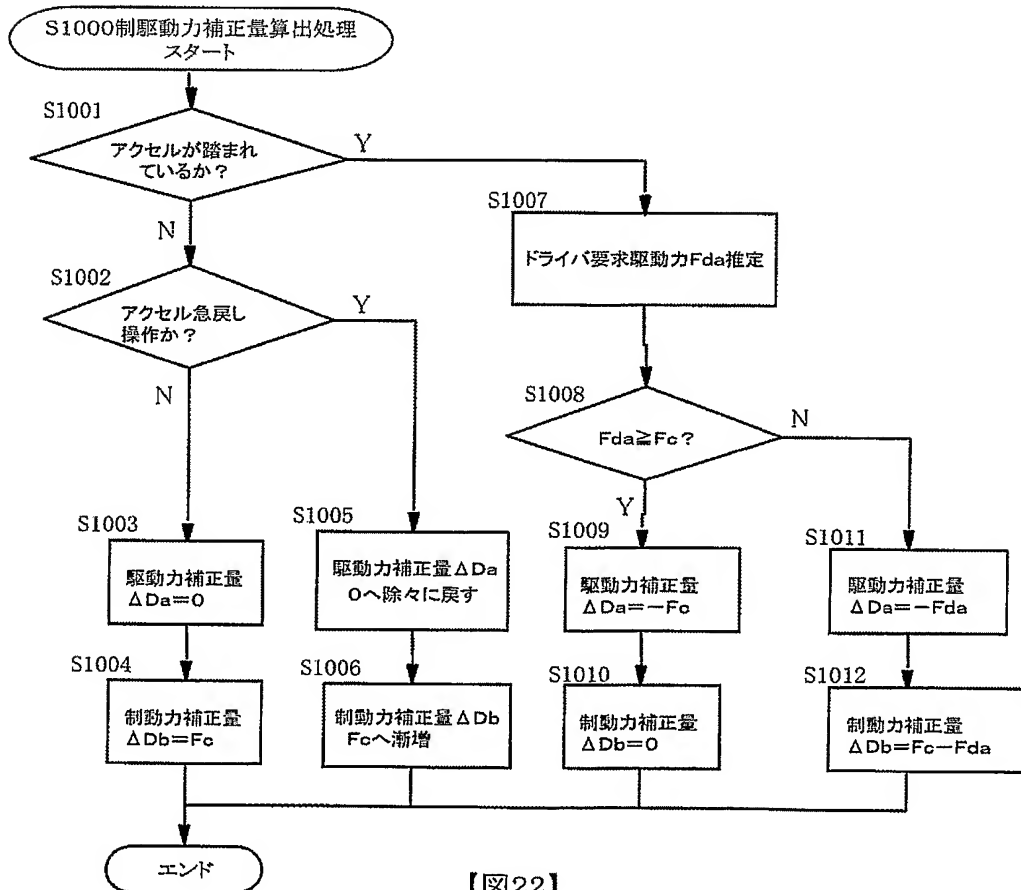 S1000制駆動力補正量算出処理
スタート
S1001
アクセルが踏まれ
ているか？
Y
N
S1002
アクセル急戻し
操作か？
Y
N
S1003
駆動力補正量
ΔDa＝0
S1004
制動力補正量
ΔDb＝Fc
S1005
駆動力補正量ΔDa
0へ除々に戻す
S1006
制動力補正量ΔDb
Fcへ漸増
S1007
ドライバ要求駆動力Fda推定
S1008
Fda≧Fc？
N
Y
S1009
駆動力補正量
ΔDa＝－Fc
S1010
制動力補正量
ΔDb＝0
S1011
駆動力補正量
ΔDa＝－Fda
S1012
制動力補正量
ΔDb＝Fc－Fda
エンド
【図22】